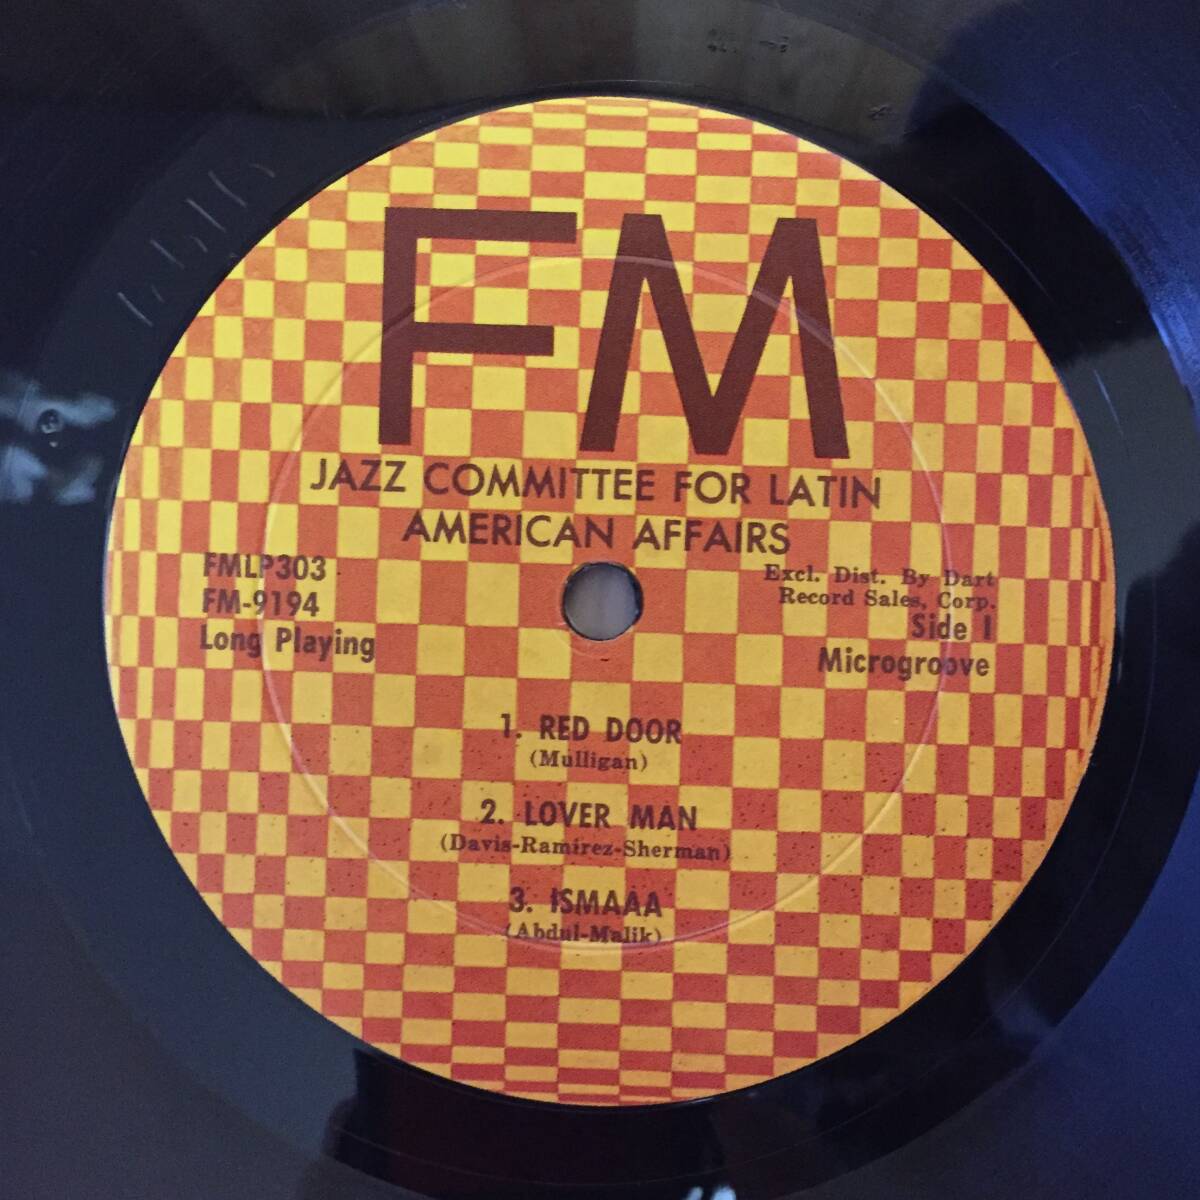 FM
JAZZ COMMITTEE FOR LATIN
AMERICAN AFFAIRS
FMLP303
FM-9194
Long Playing
Excl. Dist. By Dart
Record Sales, Corp.
Side 1
Microgroove
1. RED DOOR
(Mulligan)
2. LOVER MAN
(Davis-Ramirez-Sherman)
3. ISMAAA
(Abdul-Malik)